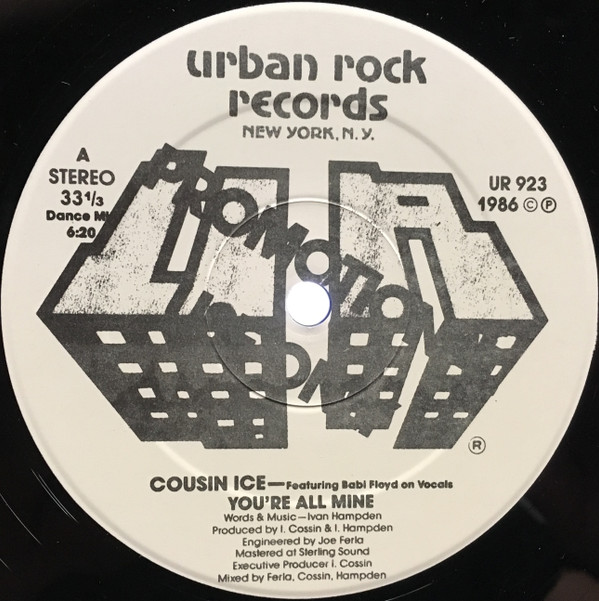 urban rock
records
NEW YORK, N.Y.
A
STEREO
33 1/3
Dance Mix
6:20
UR 923
1986 © ℗
PROMOTION
®
COUSIN ICE—Featuring Babi Floyd on Vocals
YOU'RE ALL MINE
Words & Music—Ivan Hampden
Produced by I. Cossin & I. Hampden
Engineered by Joe Ferla
Mastered at Sterling Sound
Executive Producer I. Cossin
Mixed by Ferla, Cossin, Hampden